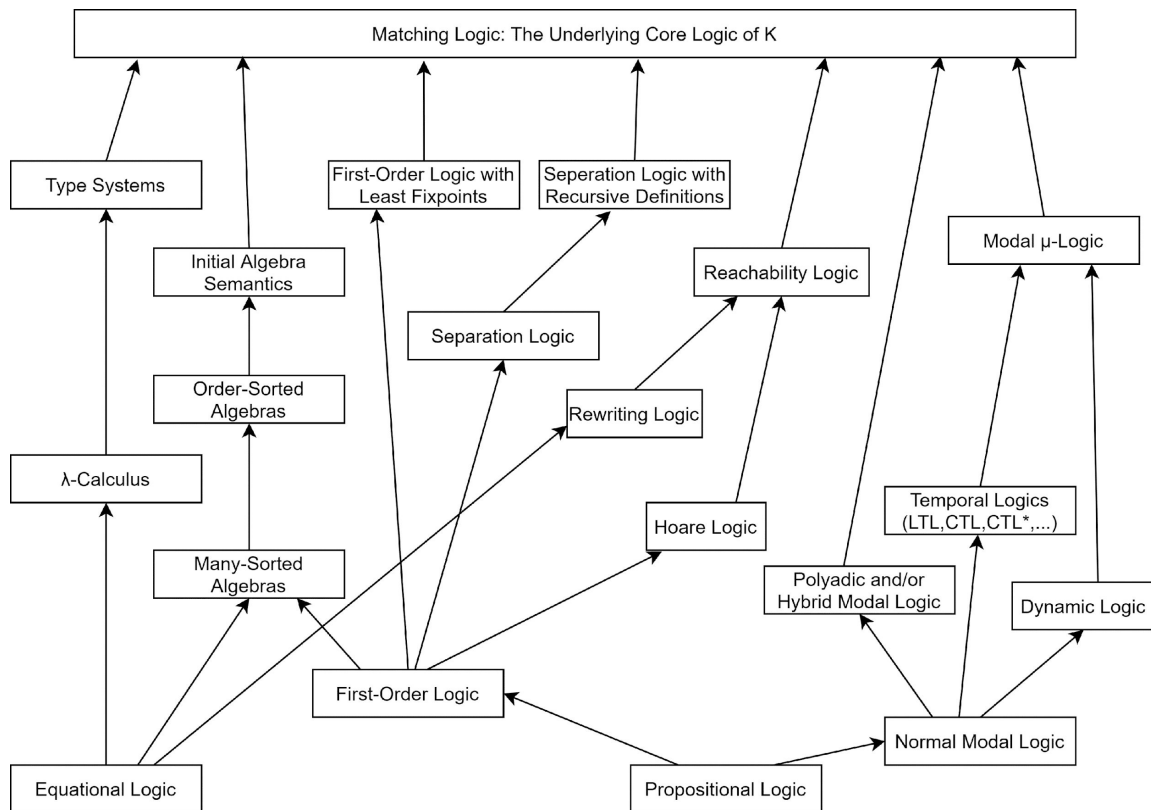 Matching Logic: The Underlying Core Logic of K
Type Systems
First-Order Logic with
Least Fixpoints
Seperation Logic with
Recursive Definitions
Initial Algebra
Semantics
Reachability Logic
Modal μ-Logic
Separation Logic
Order-Sorted
Algebras
Rewriting Logic
λ-Calculus
Temporal Logics
(LTL,CTL,CTL*,...)
Hoare Logic
Many-Sorted
Algebras
Polyadic and/or
Hybrid Modal Logic
Dynamic Logic
First-Order Logic
Normal Modal Logic
Equational Logic
Propositional Logic